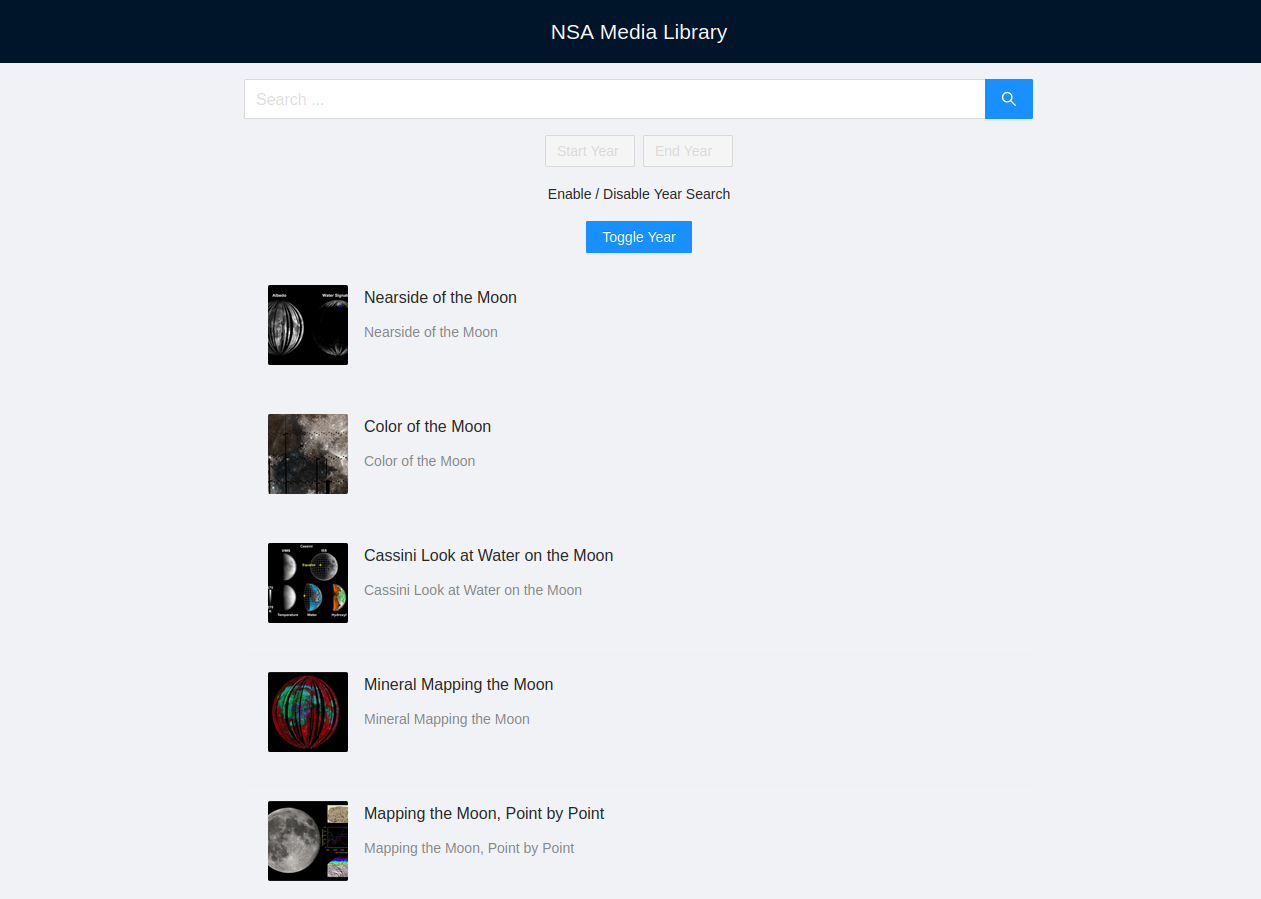 NSA Media Library
Search ...
Start Year End Year
Enable / Disable Year Search
Toggle Year
Albedo Water Signat
Nearside of the Moon
Nearside of the Moon
Color of the Moon
Color of the Moon
Cassini
VIMS ISS
Equator
Temperature Water Hydroxyl
Cassini Look at Water on the Moon
Cassini Look at Water on the Moon
Mineral Mapping the Moon
Mineral Mapping the Moon
Mapping the Moon, Point by Point
Mapping the Moon, Point by Point